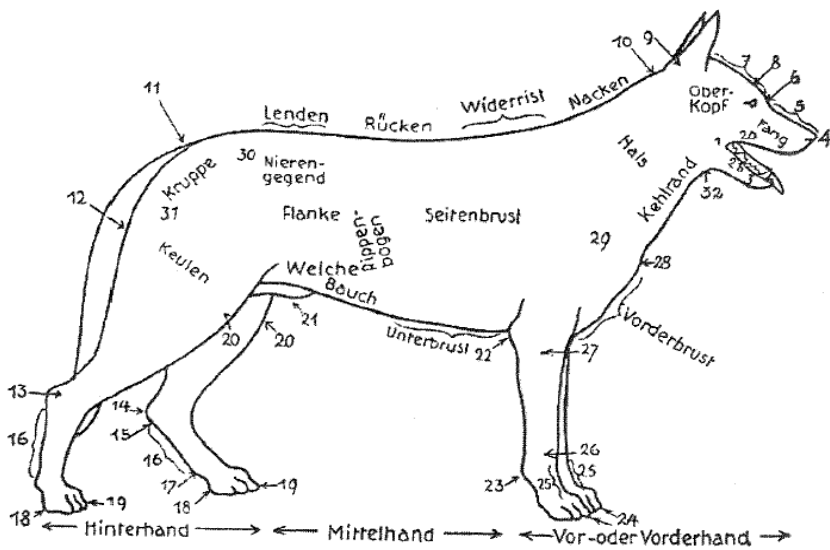 10
9
7
8
6
5
4
Ober-
Kopf
Fang
1
20
2B
32
11
Lenden
Rücken
Widerrist
Nacken
Hals
Kehlrand
30
Nieren-
gegend
Kruppe
31
12
Flanke
Rippen-
bogen
Seitenbrust
29
28
Keulen
Welche
Bauch
21
20
20
Unterbrust
22
27
Vorderbrust
13
14
15
16
16
17
18
19
18
19
23
26
25
25
24
Hinterhand
Mittelhand
Vor-oder Vorderhand